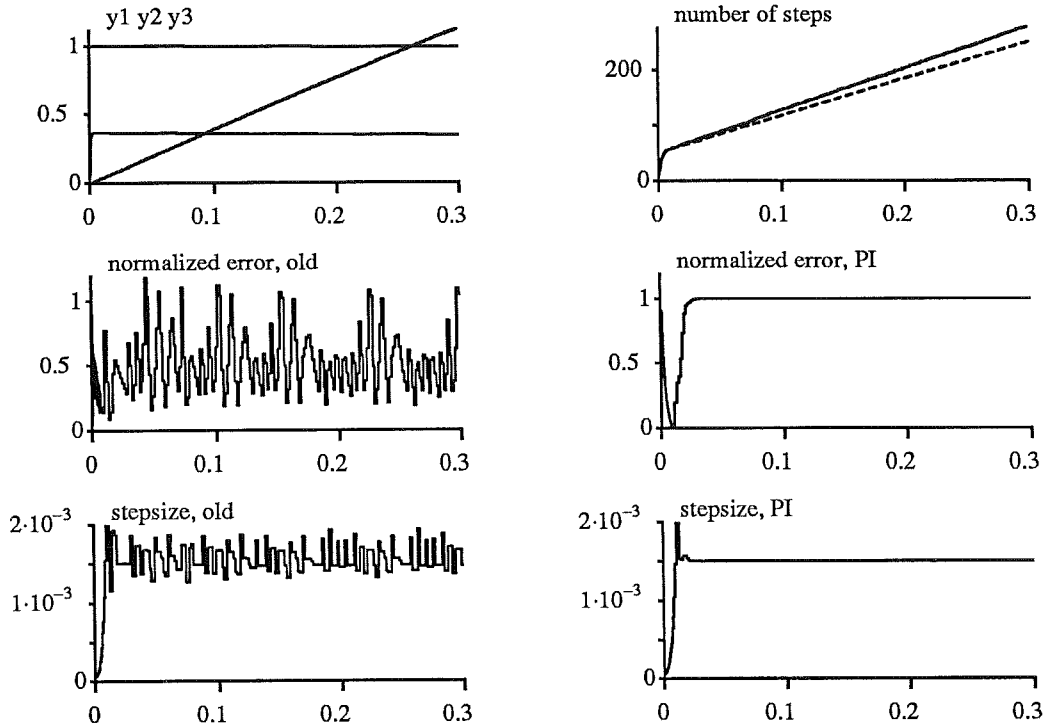 y1 y2 y3
1
0.5
0
0 0.1 0.2 0.3
number of steps
200
0
0 0.1 0.2 0.3
normalized error, old
1
0.5
0
0 0.1 0.2 0.3
normalized error, PI
1
0.5
0
0 0.1 0.2 0.3
stepsize, old
2·10⁻³
1·10⁻³
0
0 0.1 0.2 0.3
stepsize, PI
2·10⁻³
1·10⁻³
0
0 0.1 0.2 0.3